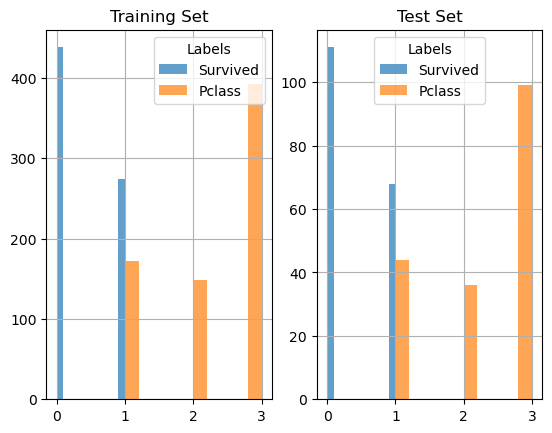 Training Set
Labels
Survived
Pclass
400
300
200
100
0
0 1 2 3
Test Set
Labels
Survived
Pclass
100
80
60
40
20
0
0 1 2 3